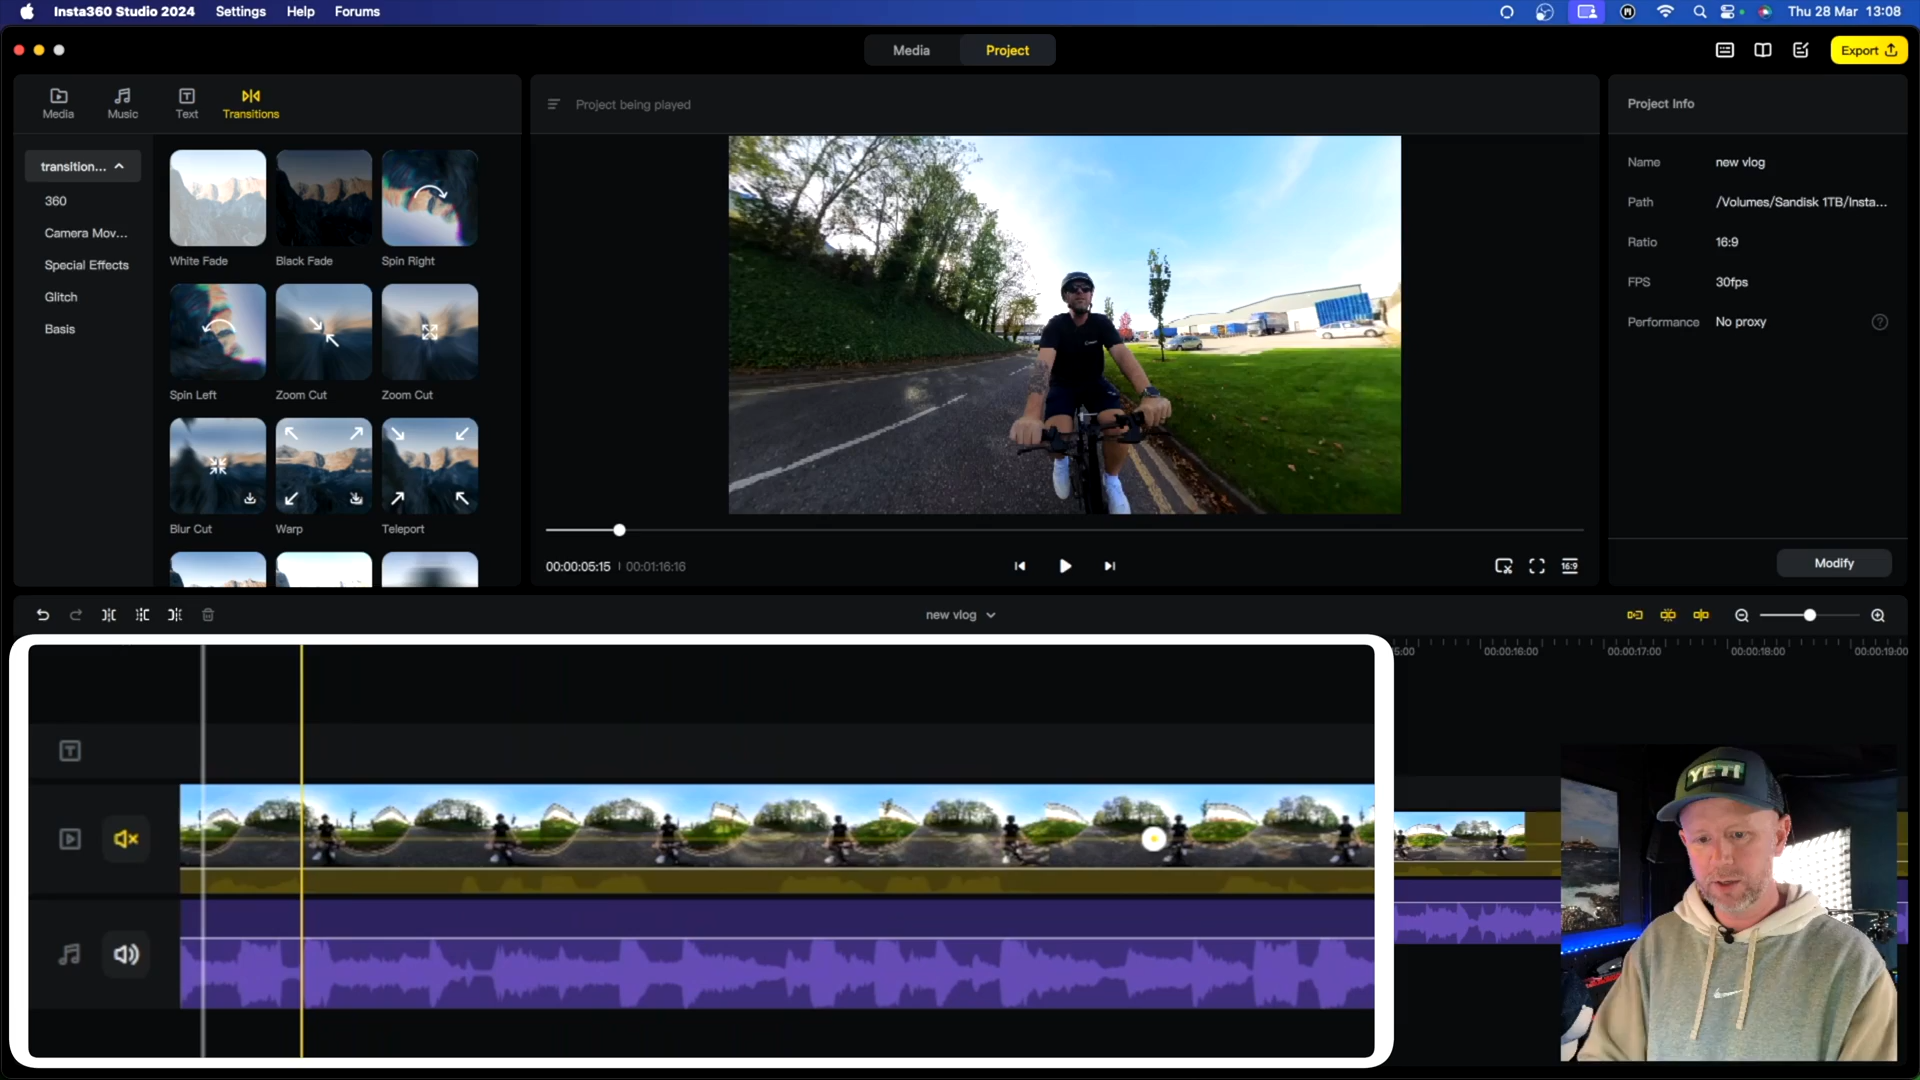 Insta360 Studio 2024 Settings Help Forums Thu 28 Mar 13:08
Media Project Export
Media Music Text Transitions
Project being played
Project Info
transition...
360
Camera Mov...
Special Effects
Glitch
Basis
White Fade Black Fade Spin Right
Spin Left Zoom Cut Zoom Cut
Blur Cut Warp Teleport
Name new vlog
Path /Volumes/Sandisk 1TB/Insta...
Ratio 16:9
FPS 30fps
Performance No proxy
00:00:05:15 | 00:01:16:16
16:9
Modify
new vlog
5:00 00:00:16:00 00:00:17:00 00:00:18:00 00:00:19:00
YETI